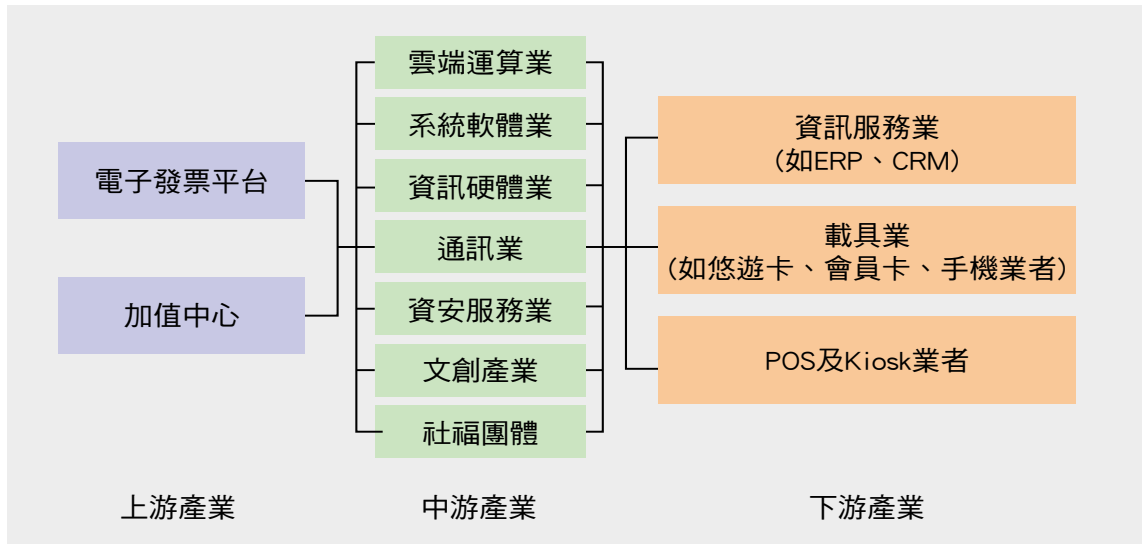 電子發票平台
加值中心
上游產業
雲端運算業
系統軟體業
資訊硬體業
通訊業
資安服務業
文創產業
社福團體
中游產業
資訊服務業
(如ERP、CRM)
載具業
(如悠遊卡、會員卡、手機業者)
POS及Kiosk業者
下游產業